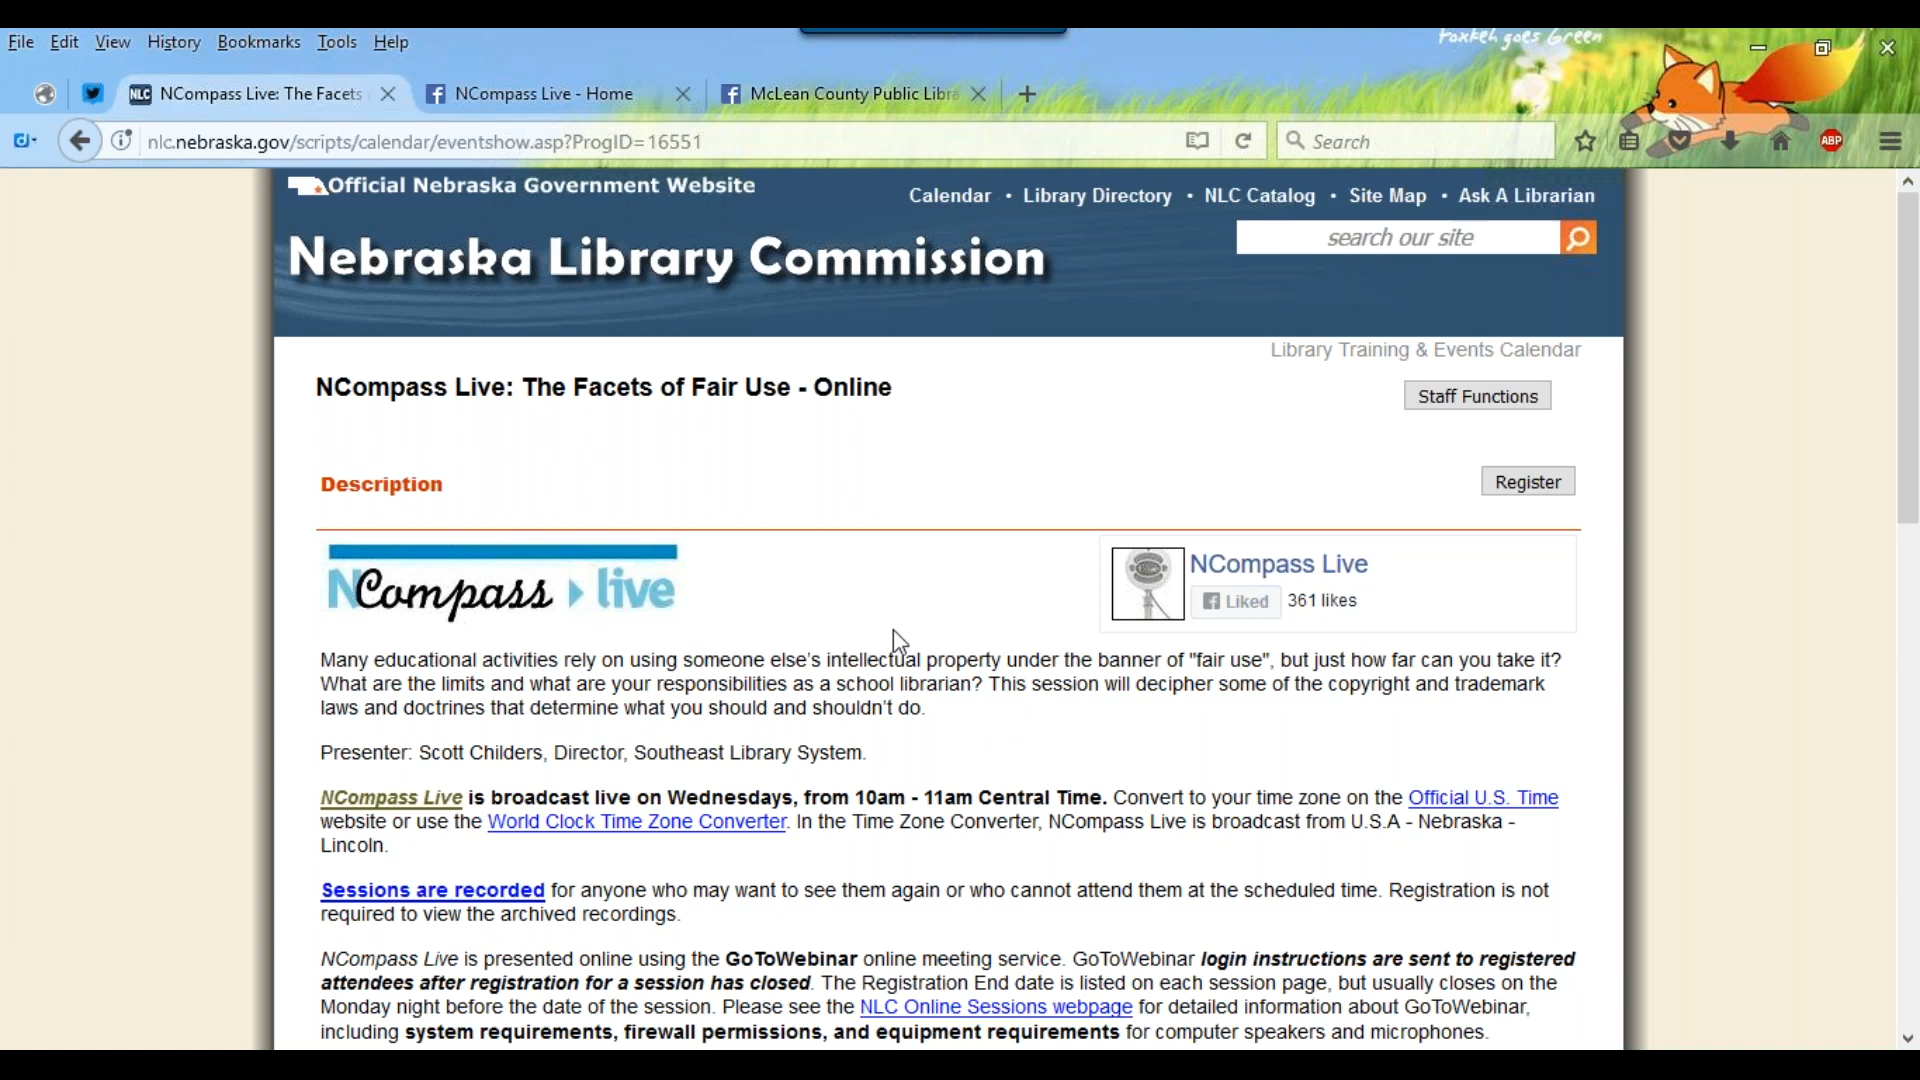 foxkeh goes Green
File Edit View History Bookmarks Tools Help
NLC NCompass Live: The Facets
NCompass Live - Home
McLean County Public Libra
nlc.nebraska.gov/scripts/calendar/eventshow.asp?ProgID=16551
Search
ABP
Official Nebraska Government Website
Calendar • Library Directory • NLC Catalog • Site Map • Ask A Librarian
search our site
Nebraska Library Commission
Library Training & Events Calendar
NCompass Live: The Facets of Fair Use - Online
Staff Functions
Description
Register
NCompass live
NCompass Live
Liked 361 likes
Many educational activities rely on using someone else's intellectual property under the banner of "fair use", but just how far can you take it?
What are the limits and what are your responsibilities as a school librarian? This session will decipher some of the copyright and trademark
laws and doctrines that determine what you should and shouldn't do.
Presenter: Scott Childers, Director, Southeast Library System.
NCompass Live is broadcast live on Wednesdays, from 10am - 11am Central Time. Convert to your time zone on the Official U.S. Time
website or use the World Clock Time Zone Converter. In the Time Zone Converter, NCompass Live is broadcast from U.S.A - Nebraska -
Lincoln.
Sessions are recorded for anyone who may want to see them again or who cannot attend them at the scheduled time. Registration is not
required to view the archived recordings.
NCompass Live is presented online using the GoToWebinar online meeting service. GoToWebinar login instructions are sent to registered
attendees after registration for a session has closed. The Registration End date is listed on each session page, but usually closes on the
Monday night before the date of the session. Please see the NLC Online Sessions webpage for detailed information about GoToWebinar,
including system requirements, firewall permissions, and equipment requirements for computer speakers and microphones.